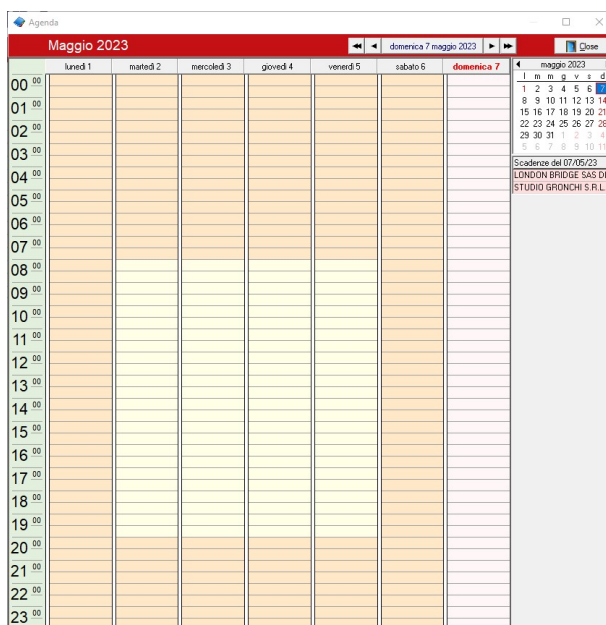 Agenda
Maggio 2023
domenica 7 maggio 2023
Close
lunedì 1 martedì 2 mercoledì 3 giovedì 4 venerdì 5 sabato 6 domenica 7
maggio 2023
l m m g v s d
1 2 3 4 5 6 7
8 9 10 11 12 13 14
15 16 17 18 19 20 21
22 23 24 25 26 27 28
29 30 31 1 2 3 4
5 6 7 8 9 10 11
Scadenze del 07/05/23
LONDON BRIDGE SAS DI
STUDIO GRONCHI S.R.L.
00 00
01 00
02 00
03 00
04 00
05 00
06 00
07 00
08 00
09 00
10 00
11 00
12 00
13 00
14 00
15 00
16 00
17 00
18 00
19 00
20 00
21 00
22 00
23 00